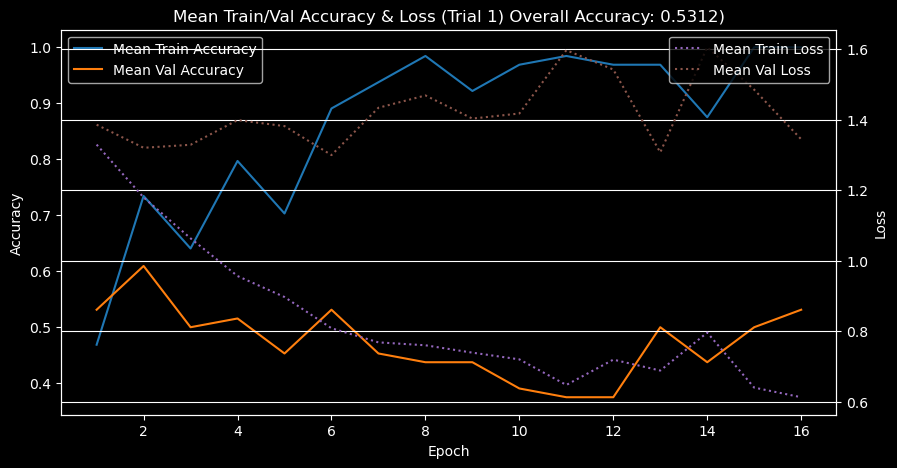 Mean Train/Val Accuracy & Loss (Trial 1) Overall Accuracy: 0.5312)
Mean Train Accuracy
Mean Val Accuracy
Mean Train Loss
Mean Val Loss
1.0
0.9
0.8
0.7
0.6
0.5
0.4
Accuracy
1.6
1.4
1.2
1.0
0.8
0.6
Loss
2 4 6 8 10 12 14 16
Epoch